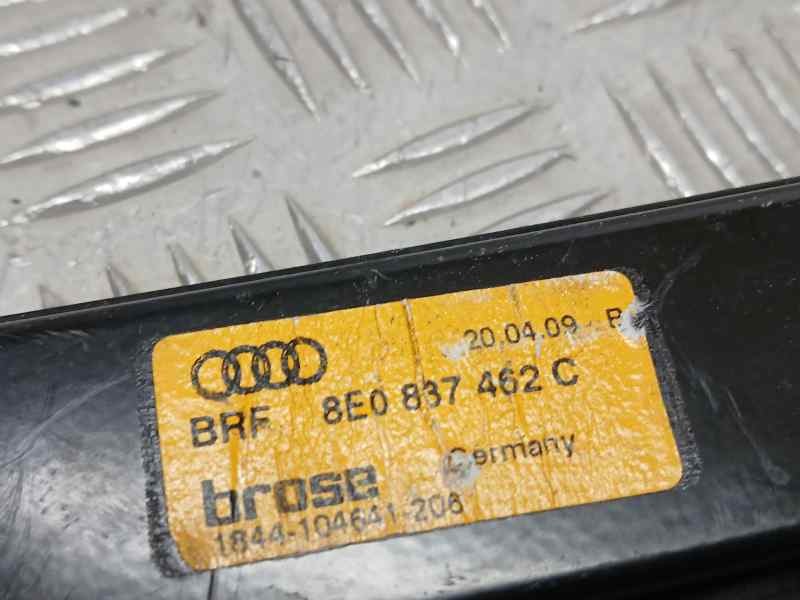 20.04.09
BRF 8E0 837 462 C
brose Germany
1844-104641-206